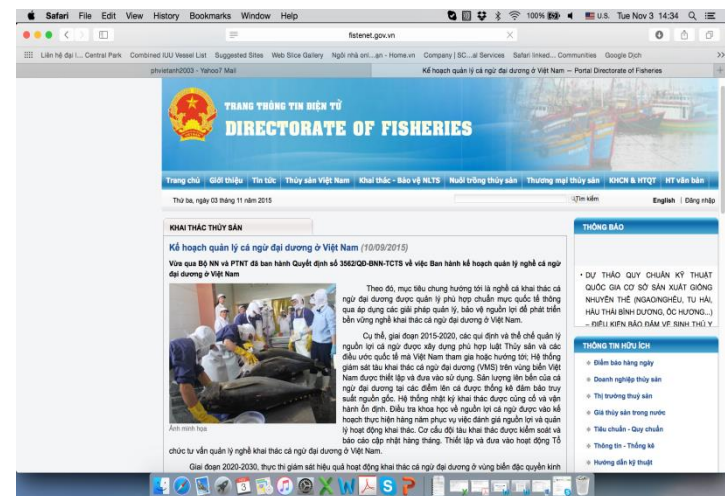 Safari File Edit View History Bookmarks Window Help 100% U.S. Tue Nov 3 14:34
fistenet.gov.vn
Liên hệ đại l... Central Park Combined IUU Vessel List Suggested Sites Web Slice Gallery Ngôi nhà onl...an - Home.vn Company | SC...al Services Safari linked... Communities Google Dịch
phvietanh2003 - Yahoo7 Mail
Kế hoạch quản lý cá ngừ đại dương ở Việt Nam — Portal Directorate of Fisheries
TRANG THÔNG TIN ĐIỆN TỬ
DIRECTORATE OF FISHERIES
Trang chủ Giới thiệu Tin tức Thủy sản Việt Nam Khai thác - Bảo vệ NLTS Nuôi trồng thủy sản Thương mại thủy sản KHCN & HTQT HT văn bản
Thứ ba, ngày 03 tháng 11 năm 2015
Tìm kiếm
English | Đăng nhập
KHAI THÁC THỦY SẢN
Kế hoạch quản lý cá ngừ đại dương ở Việt Nam (10/09/2015)
Vừa qua Bộ NN và PTNT đã ban hành Quyết định số 3562/QĐ-BNN-TCTS về việc Ban hành kế hoạch quản lý nghề cá ngừ
đại dương ở Việt Nam
Theo đó, mục tiêu chung hướng tới là nghề cá khai thác cá
ngừ đại dương được quản lý phù hợp chuẩn mực quốc tế thông
qua áp dụng các giải pháp quản lý, bảo vệ nguồn lợi để phát triển
bền vững nghề khai thác cá ngừ đại dương ở Việt Nam.
Cụ thể, giai đoạn 2015-2020, các qui định và thể chế quản lý
nguồn lợi cá ngừ được xây dựng phù hợp luật Thủy sản và các
điều ước quốc tế mà Việt Nam tham gia hoặc hướng tới; Hệ thống
giám sát tàu khai thác cá ngừ đại dương (VMS) trên vùng biển Việt
Nam được thiết lập và đưa vào sử dụng. Sản lượng lên bến của cá
ngừ đại dương tại các điểm lên cá được thống kê đảm bảo truy
suất nguồn gốc. Hệ thống nhật ký khai thác được củng cố và vận
hành ổn định. Điều tra khoa học về nguồn lợi cá ngừ được vào kế
hoạch thực hiện hàng năm phục vụ việc đánh giá nguồn lợi và quản
lý hoạt động khai thác. Cơ cấu đội tàu khai thác được kiểm soát và
báo cáo cập nhật hàng tháng. Thiết lập và đưa vào hoạt động Tổ
chức tư vấn quản lý nghề khai thác cá ngừ đại dương ở Việt Nam.
Ảnh minh họa
Giai đoạn 2020-2030, thực thi giám sát hiệu quả hoạt động khai thác cá ngừ đại dương ở vùng biển đặc quyền kinh
THÔNG BÁO
• DỰ THẢO QUY CHUẨN KỸ THUẬT
QUỐC GIA CƠ SỞ SẢN XUẤT GIỐNG
NHUYỄN THỂ (NGAO/NGHÊU, TU HÀI,
HÀU THÁI BÌNH DƯƠNG, ỐC HƯƠNG...)
– ĐIỀU KIỆN BẢO ĐẢM VỆ SINH THÚ Y
THÔNG TIN HỮU ÍCH
Điểm báo hàng ngày
Doanh nghiệp thủy sản
Thị trường thuỷ sản
Giá thủy sản trong nước
Tiêu chuẩn - Quy chuẩn
Thông tin - Thống kê
Hướng dẫn kỹ thuật